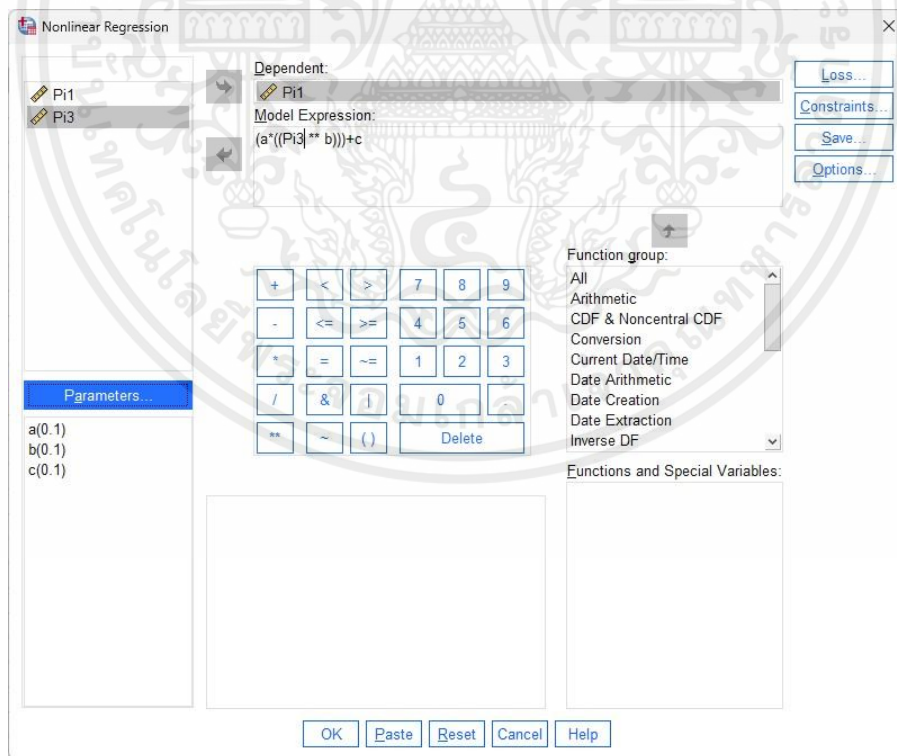 Nonlinear Regression
Pi1
Pi3
Dependent:
Pi1
Model Expression:
(a*((Pi3 ** b)))+c
Loss...
Constraints...
Save...
Options...
Function group:
All
Arithmetic
CDF & Noncentral CDF
Conversion
Current Date/Time
Date Arithmetic
Date Creation
Date Extraction
Inverse DF
+ < > 7 8 9
- <= >= 4 5 6
* = ~= 1 2 3
/ & | 0 .
** ~ ( ) Delete
Parameters...
a(0.1)
b(0.1)
c(0.1)
Functions and Special Variables:
OK Paste Reset Cancel Help